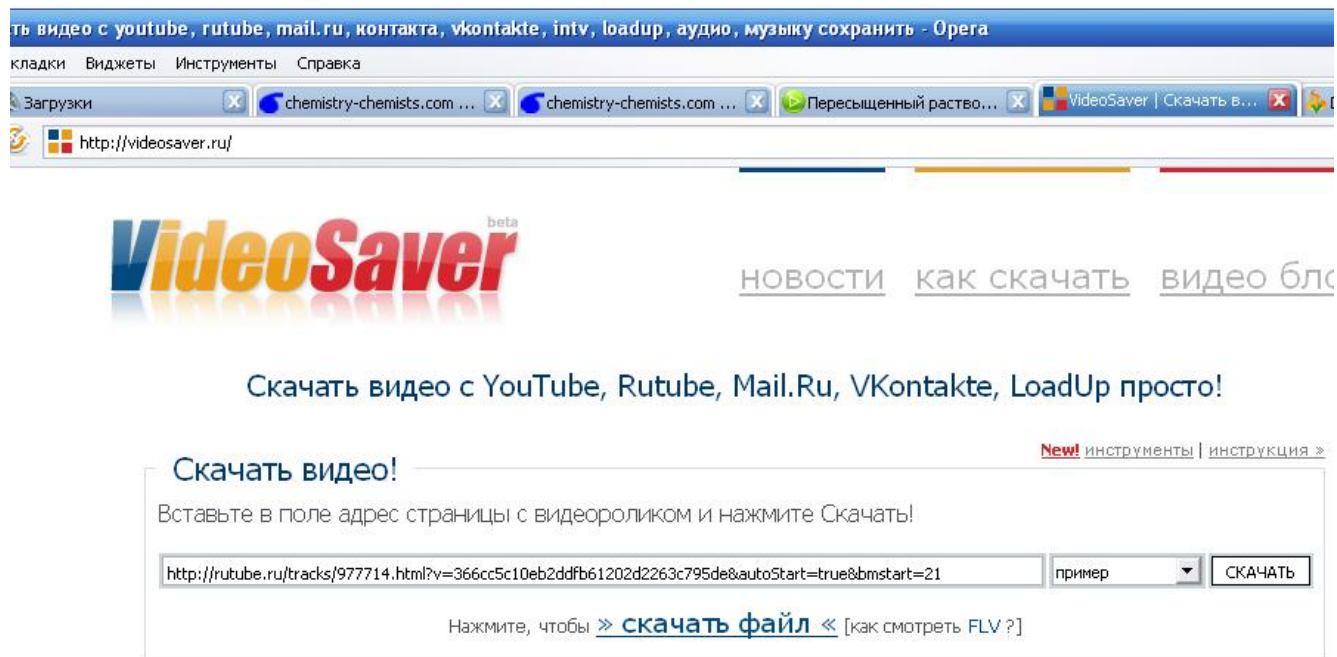 ть видео с youtube, rutube, mail.ru, контакта, vkontakte, intv, loadup, аудио, музыку сохранить - Opera
кладки Виджеты Инструменты Справка
Загрузки chemistry-chemists.com ... chemistry-chemists.com ... Пересыщенный раство... VideoSaver | Скачать в...
http://videosaver.ru/
VideoSaver beta
новости как скачать видео бло
Скачать видео с YouTube, Rutube, Mail.Ru, VKontakte, LoadUp просто!
New! инструменты | инструкция »
Скачать видео!
Вставьте в поле адрес страницы с видеороликом и нажмите Скачать!
http://rutube.ru/tracks/977714.html?v=366cc5c10eb2ddfb61202d2263c795de&autoStart=true&bmstart=21 пример СКАЧАТЬ
Нажмите, чтобы » скачать файл « [как смотреть FLV ?]